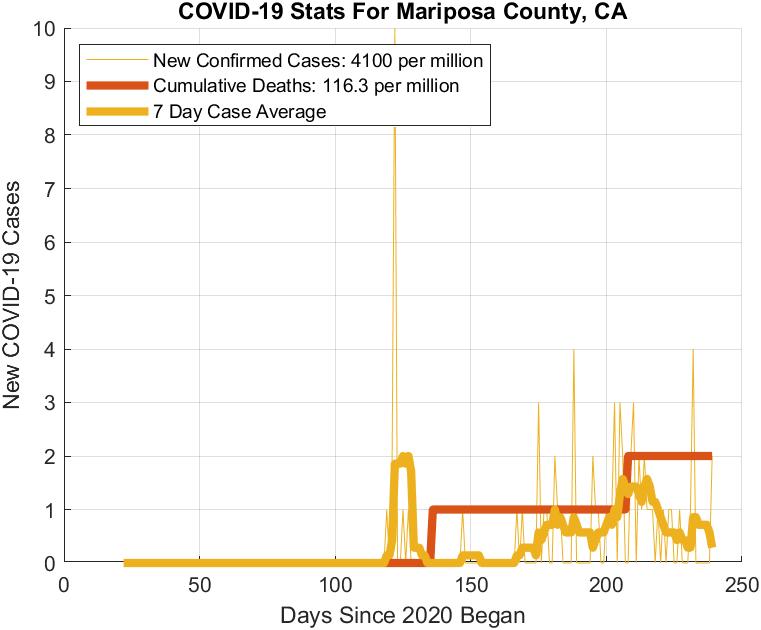 COVID-19 Stats For Mariposa County, CA
New Confirmed Cases: 4100 per million
Cumulative Deaths: 116.3 per million
7 Day Case Average
New COVID-19 Cases
10
9
8
7
6
5
4
3
2
1
0
0 50 100 150 200 250
Days Since 2020 Began